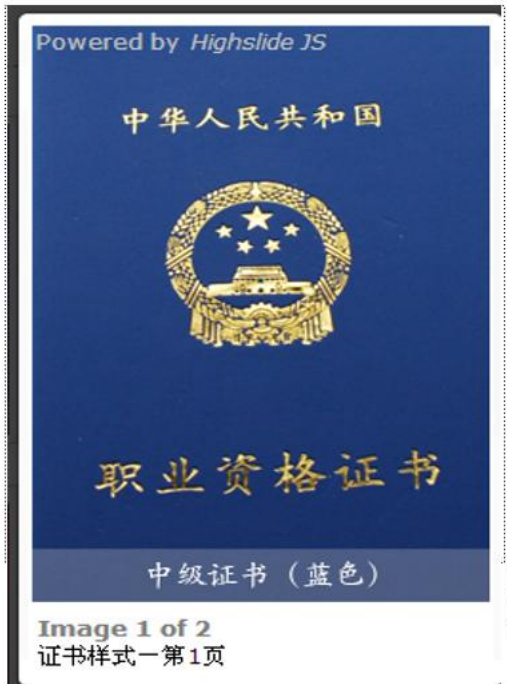 Powered by Highslide JS
中华人民共和国
职业资格证书
中级证书（蓝色）
Image 1 of 2
证书样式一第1页